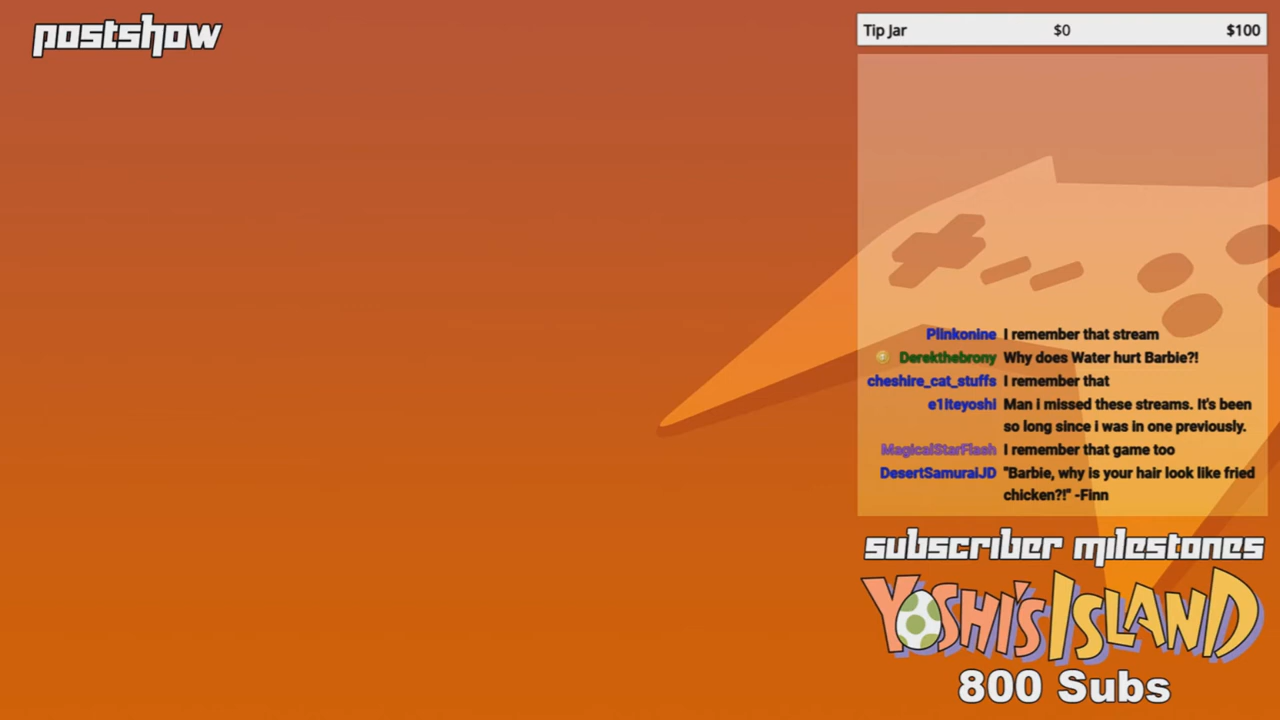 postshow
Tip Jar $0 $100
Plinkonine I remember that stream
Derekthebrony Why does Water hurt Barbie?!
cheshire_cat_stuffs I remember that
e1iteyoshi Man i missed these streams. It's been
so long since i was in one previously.
MagicalStarFlash I remember that game too
DesertSamuraiJD "Barbie, why is your hair look like fried
chicken?!" -Finn
subscriber milestones
YOSHI'S ISLAND
800 Subs